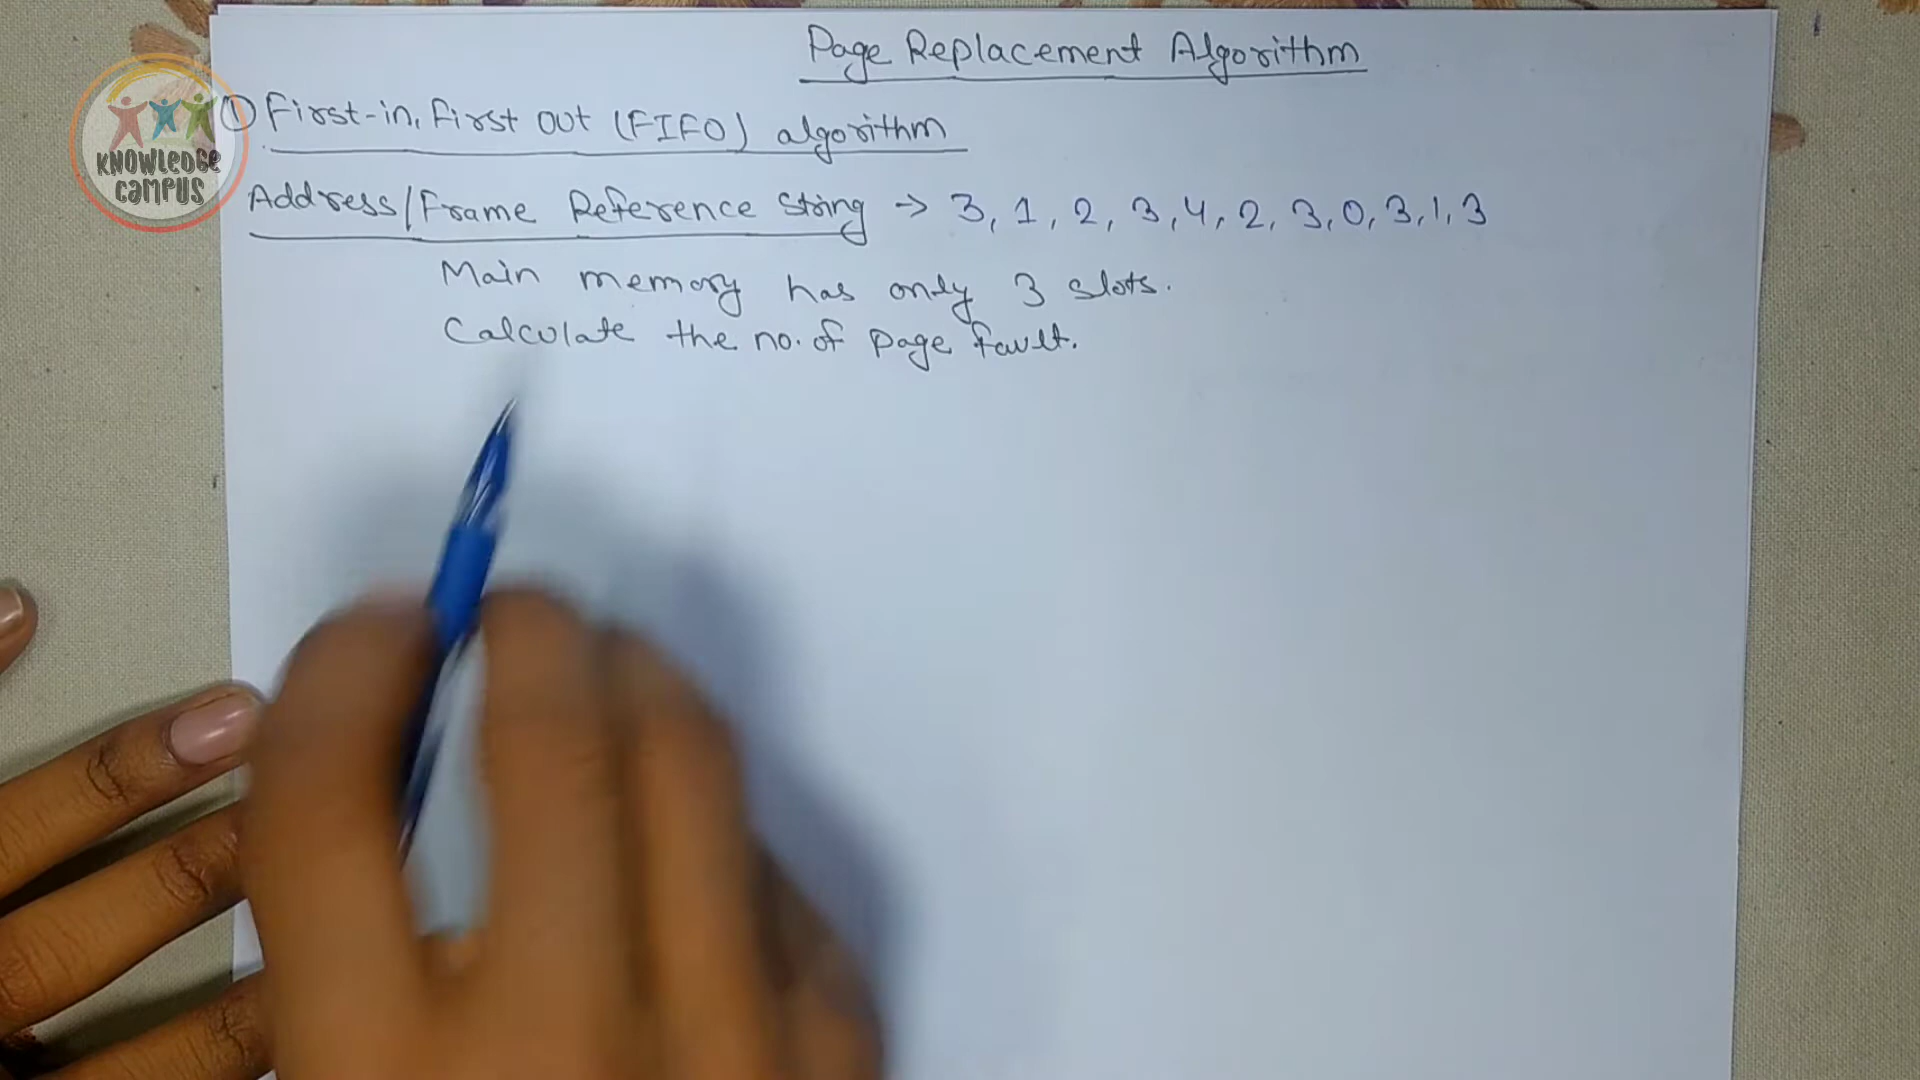 Page Replacement Algorithm
① First-in, First out (FIFO) algorithm
KNOWLEDGE
CAMPUS
Address/Frame Reference String → 3, 1, 2, 3, 4, 2, 3, 0, 3, 1, 3
Main memory has only 3 slots.
Calculate the no. of page fault.